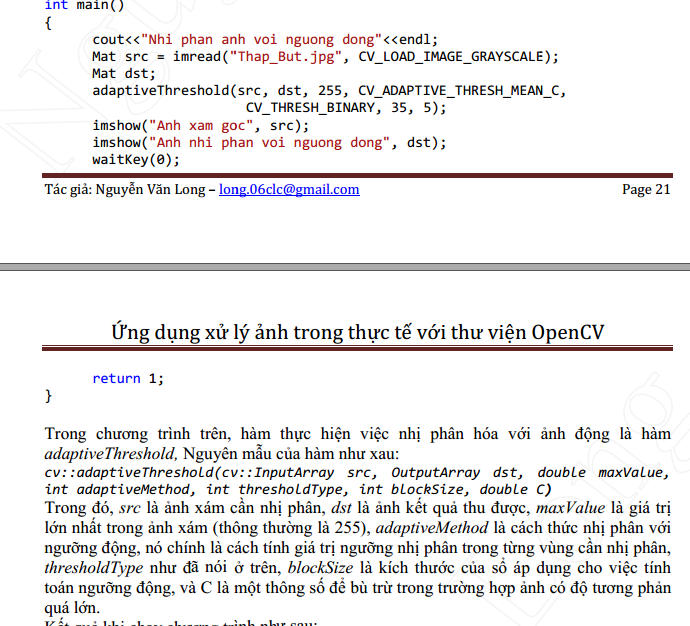 int main()
{
cout<<"Nhi phan anh voi nguong dong"<<endl;
Mat src = imread("Thap_But.jpg", CV_LOAD_IMAGE_GRAYSCALE);
Mat dst;
adaptiveThreshold(src, dst, 255, CV_ADAPTIVE_THRESH_MEAN_C,
CV_THRESH_BINARY, 35, 5);
imshow("Anh xam goc", src);
imshow("Anh nhi phan voi nguong dong", dst);
waitKey(0);
Tác giả: Nguyễn Văn Long – long.06clc@gmail.com Page 21
Ứng dụng xử lý ảnh trong thực tế với thư viện OpenCV
return 1;
}
Trong chương trình trên, hàm thực hiện việc nhị phân hóa với ảnh động là hàm
adaptiveThreshold, Nguyên mẫu của hàm như xau:
cv::adaptiveThreshold(cv::InputArray src, OutputArray dst, double maxValue,
int adaptiveMethod, int thresholdType, int blockSize, double C)
Trong đó, src là ảnh xám cần nhị phân, dst là ảnh kết quả thu được, maxValue là giá trị
lớn nhất trong ảnh xám (thông thường là 255), adaptiveMethod là cách thức nhị phân với
ngưỡng động, nó chính là cách tính giá trị ngưỡng nhị phân trong từng vùng cần nhị phân,
thresholdType như đã nói ở trên, blockSize là kích thước của sổ áp dụng cho việc tính
toán ngưỡng động, và C là một thông số để bù trừ trong trường hợp ảnh có độ tương phản
quá lớn.
Kết quả khi chạy chương trình như sau: